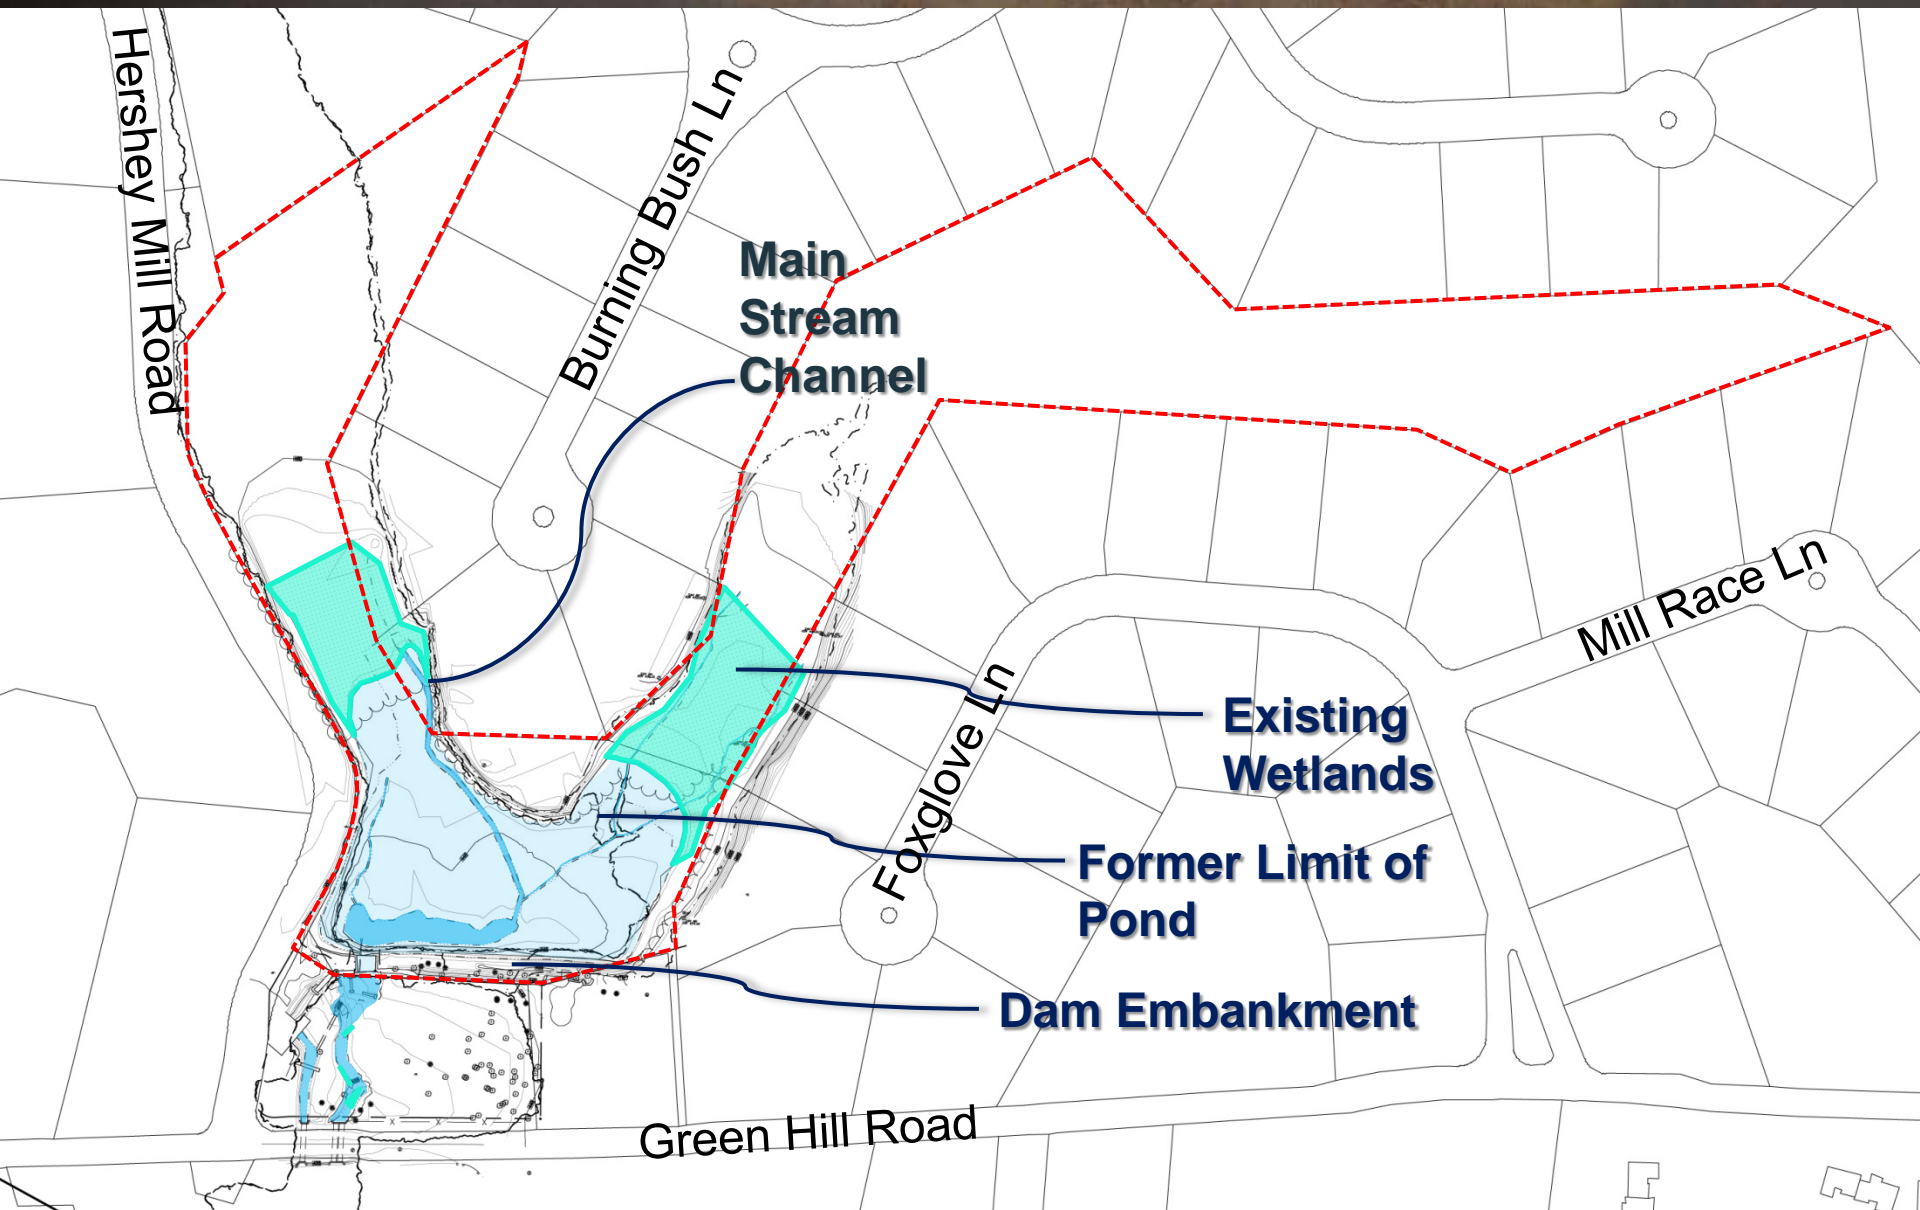 Hershey Mill Road
Burning Bush Ln
Main
Stream
Channel
Mill Race Ln
Foxglove Ln
Existing
Wetlands
Former Limit of
Pond
Dam Embankment
Green Hill Road